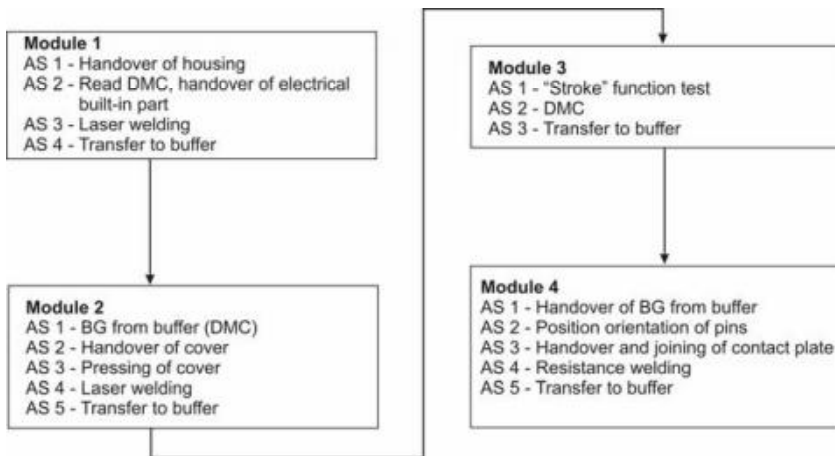 Module 1
AS 1 - Handover of housing
AS 2 - Read DMC, handover of electrical
built-in part
AS 3 - Laser welding
AS 4 - Transfer to buffer
Module 2
AS 1 - BG from buffer (DMC)
AS 2 - Handover of cover
AS 3 - Pressing of cover
AS 4 - Laser welding
AS 5 - Transfer to buffer
Module 3
AS 1 - “Stroke” function test
AS 2 - DMC
AS 3 - Transfer to buffer
Module 4
AS 1 - Handover of BG from buffer
AS 2 - Position orientation of pins
AS 3 - Handover and joining of contact plate
AS 4 - Resistance welding
AS 5 - Transfer to buffer